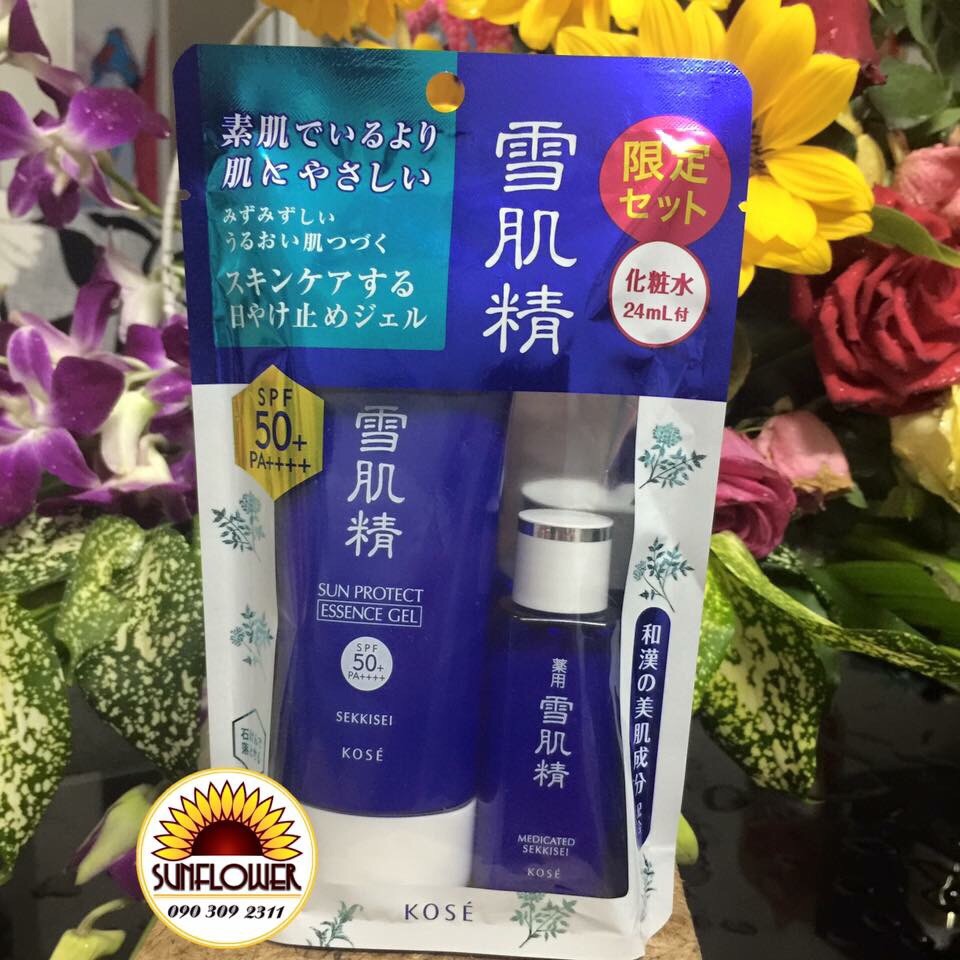 素肌でいるより
肌にやさしい
みずみずしい
うるおい肌つづく
スキンケアする
日やけ止めジェル
雪肌精
限定
セット
化粧水
24mL付
SPF
50+
PA++++
雪肌精
SUN PROTECT
ESSENCE GEL
SPF
50+
PA++++
SEKKISEI
KOSÉ
薬用
雪肌精
MEDICATED
SEKKISEI
KOSÉ
和漢の美肌成分配合
KOSÉ
SUNFLOWER
090 309 2311